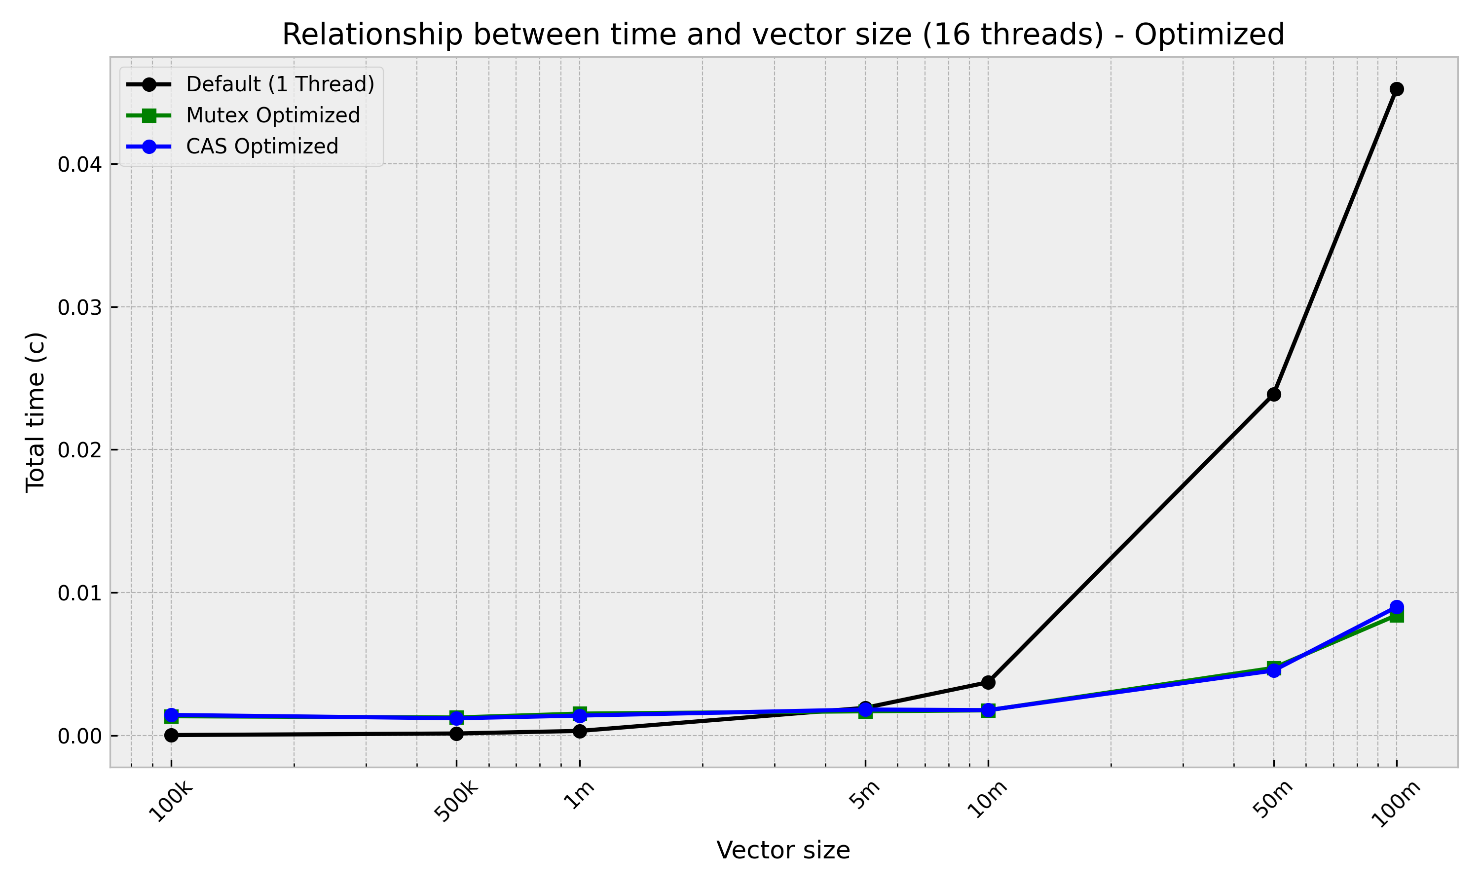 Relationship between time and vector size (16 threads) - Optimized
Default (1 Thread)
Mutex Optimized
CAS Optimized
0.04
0.03
0.02
0.01
0.00
Total time (c)
100k
500k
1m
5m
10m
50m
100m
Vector size